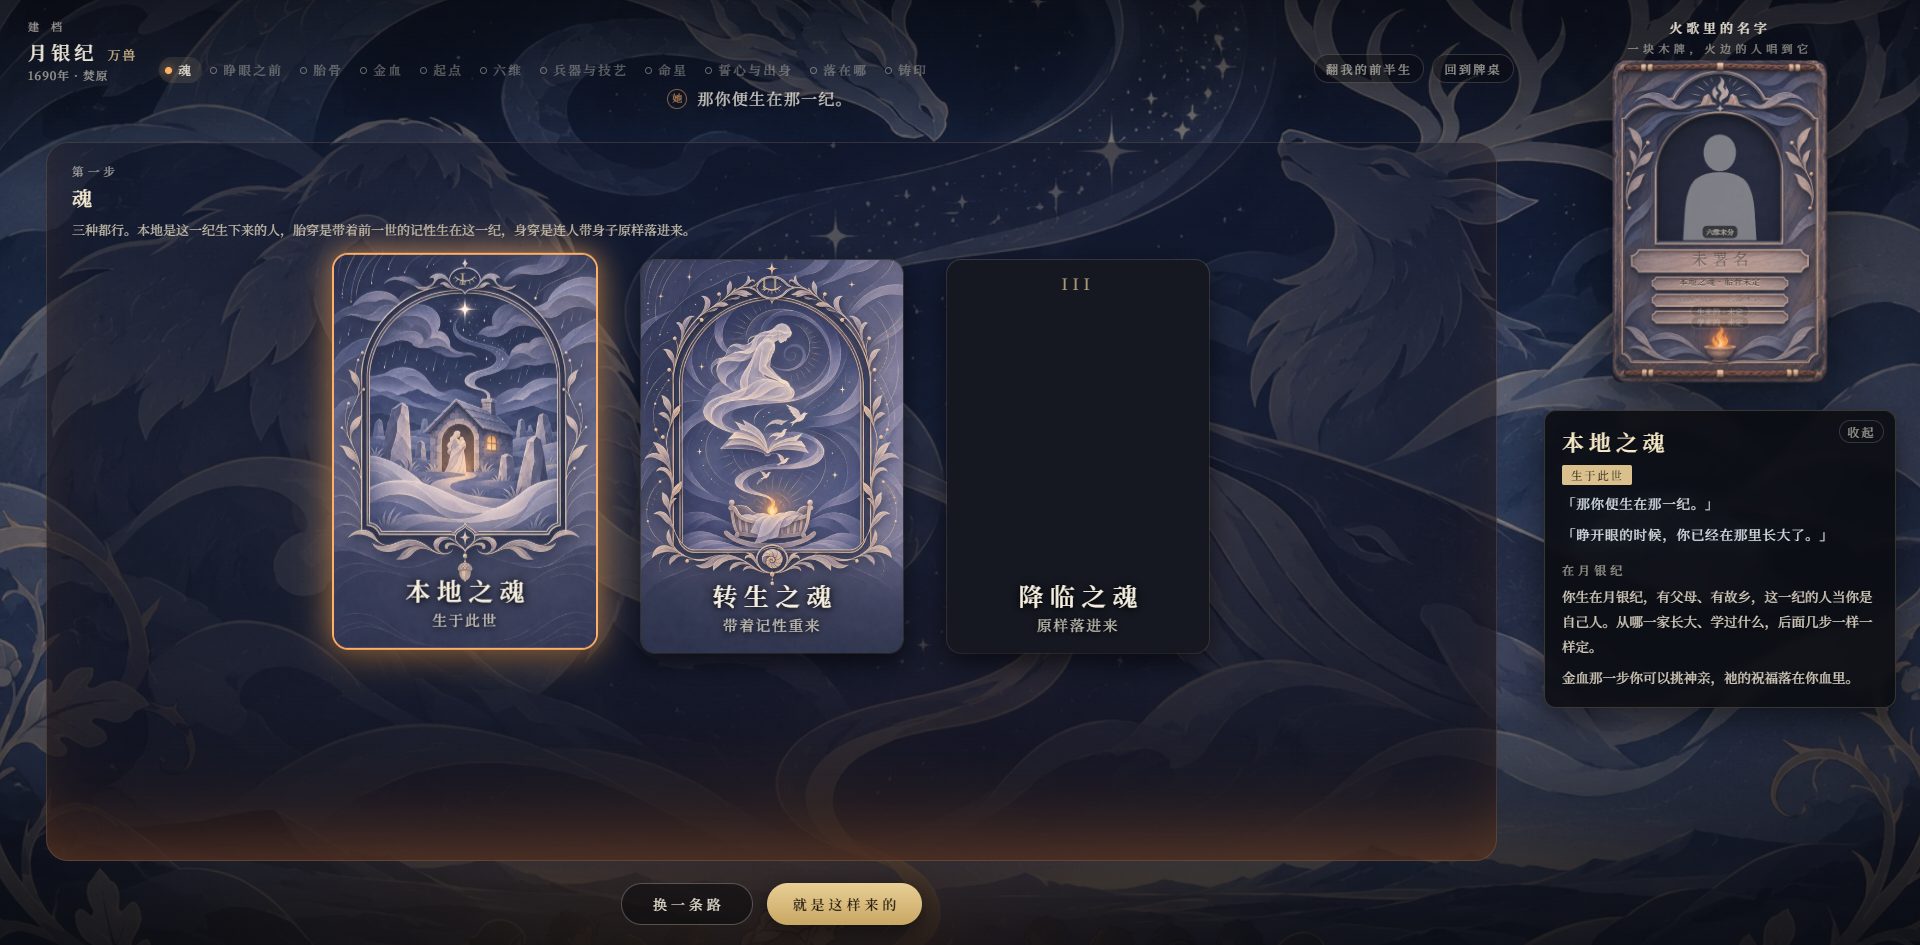 建 档
月银纪 万兽
1690年 · 焚原
魂 睁眼之前 胎骨 金血 起点 六维 兵器与技艺 命星 誓心与出身 落在哪 铸印
她 那你便生在那一纪。
翻我的前半生 回到牌桌
火歌里的名字
一块木牌，火边的人唱到它
六维未分
未署名
本地之魂 · 胎骨未定
第一步
魂
三种都行。本地是这一纪生下来的人，胎穿是带着前一世的记性生在这一纪，身穿是连人带身子原样落进来。
I
本地之魂
生于此世
II
转生之魂
带着记性重来
III
降临之魂
原样落进来
收起
本地之魂
生于此世
「那你便生在那一纪。」
「睁开眼的时候，你已经在那里长大了。」
在月银纪
你生在月银纪，有父母、有故乡，这一纪的人当你是
自己人。从哪一家长大、学过什么，后面几步一样一
样定。
金血那一步你可以挑神亲，祂的祝福落在你血里。
换一条路 就是这样来的